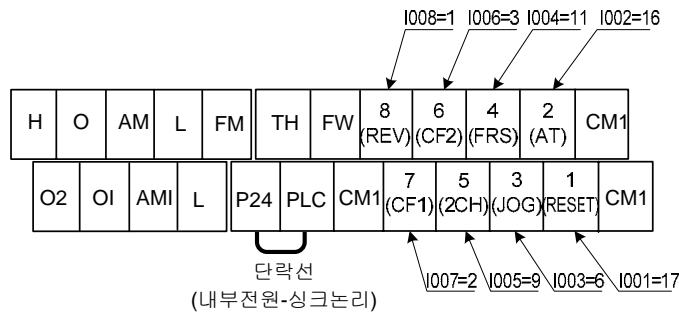 I008=1 I006=3 I004=11 I002=16
H O AM L FM TH FW 8 (REV) 6 (CF2) 4 (FRS) 2 (AT) CM1
O2 OI AMI L P24 PLC CM1 7 (CF1) 5 (2CH) 3 (JOG) 1 (RESET) CM1
단락선
(내부전원-싱크논리)
I007=2 I005=9 I003=6 I001=17